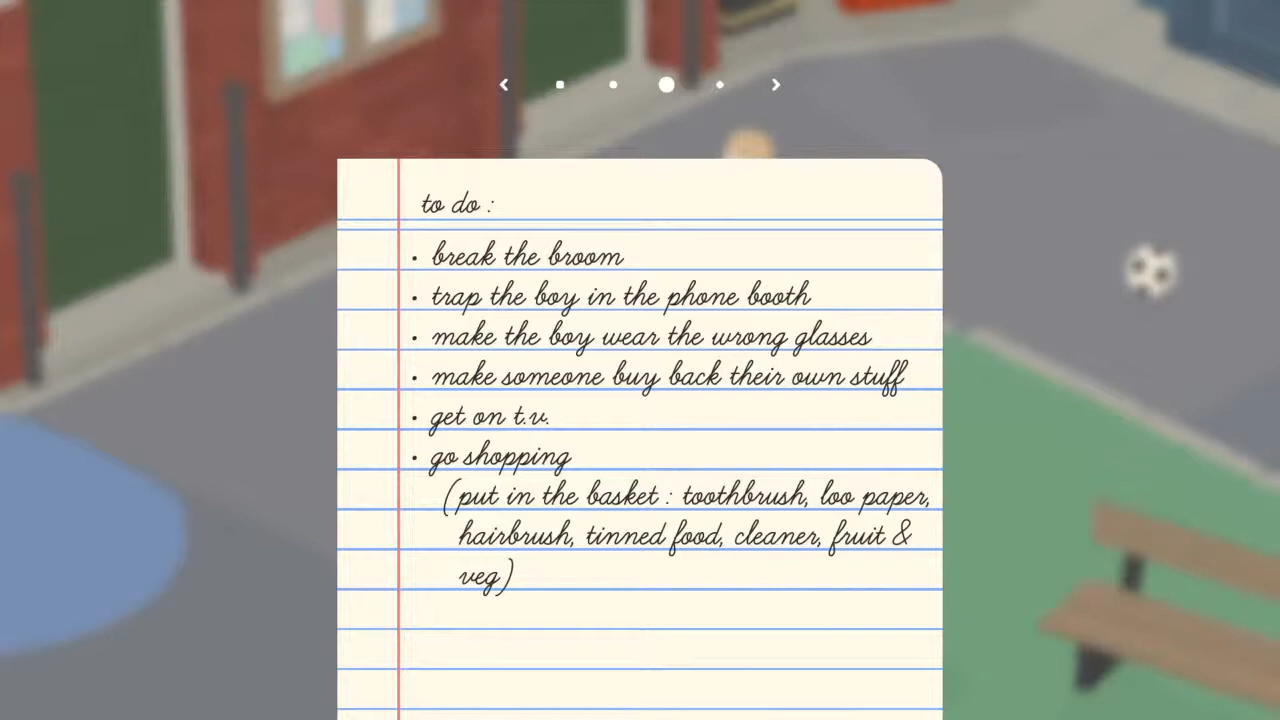 to do :
• break the broom
• trap the boy in the phone booth
• make the boy wear the wrong glasses
• make someone buy back their own stuff
• get on t.v.
• go shopping
(put in the basket : toothbrush, loo paper,
hairbrush, tinned food, cleaner, fruit &
veg)